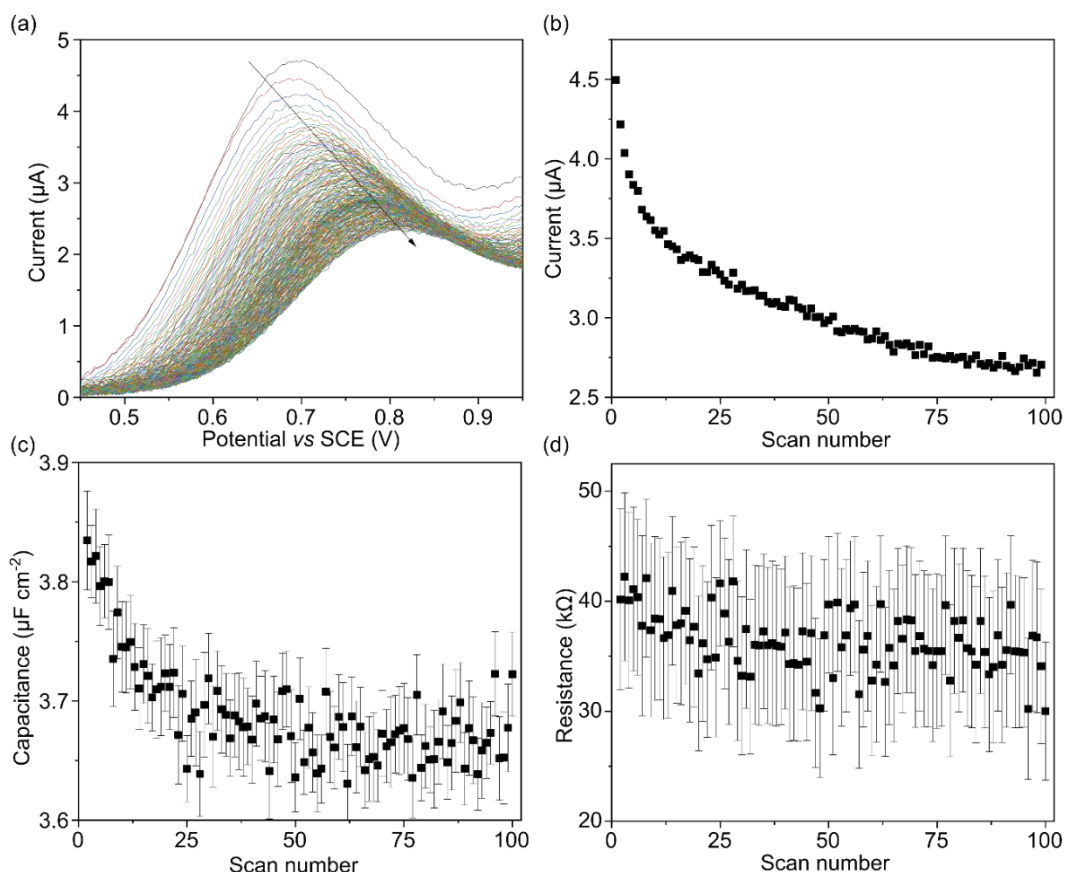 (a)
5
4
3
2
1
0
Current (µA)
0.5 0.6 0.7 0.8 0.9
Potential vs SCE (V)
(b)
4.5
4.0
3.5
3.0
2.5
Current (µA)
0 25 50 75 100
Scan number
(c)
3.9
3.8
3.7
3.6
Capacitance (µF cm⁻²)
0 25 50 75 100
Scan number
(d)
50
40
30
20
Resistance (kΩ)
0 25 50 75 100
Scan number